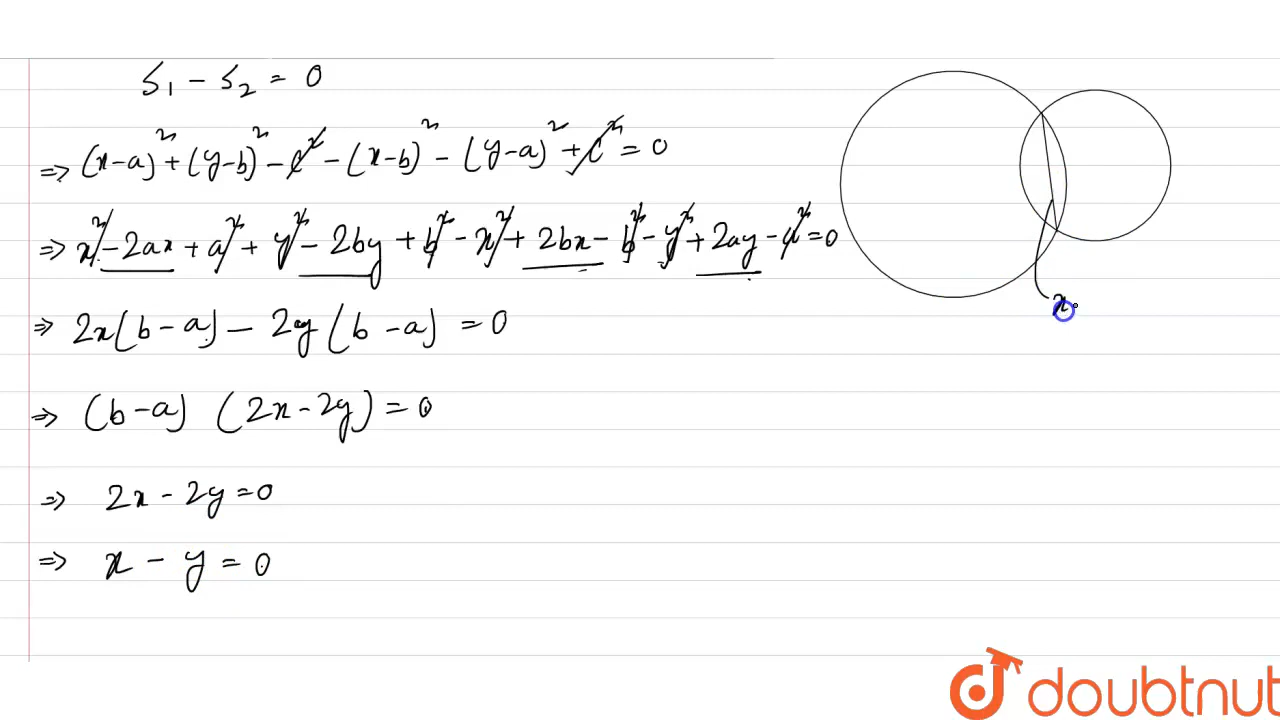 S₁ - S₂ = 0
=> (x-a)² + (y-b)² - c² - (x-b)² - (y-a)² + c² = 0
=> x² - 2ax + a² + y² - 2by + b² - x² + 2bx - b² - y² + 2ay - a² = 0
=> 2x(b-a) - 2y(b-a) = 0
=> (b-a) (2x-2y) = 0
=> 2x - 2y = 0
=> x - y = 0
x
doubtnut